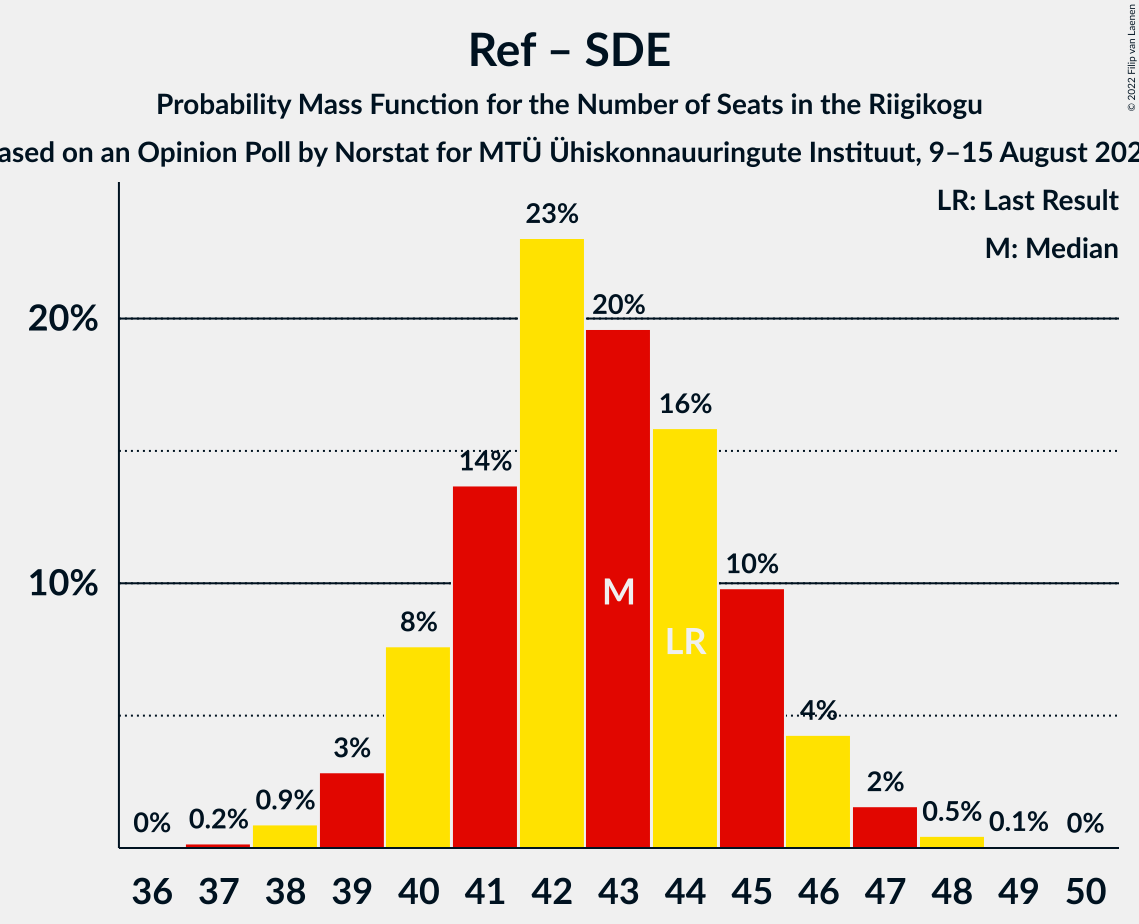 Ref – SDE
Probability Mass Function for the Number of Seats in the Riigikogu
ased on an Opinion Poll by Norstat for MTÜ Ühiskonnauuringute Instituut, 9–15 August 202
© 2022 Filip van Laenen
LR: Last Result
M: Median
20%
10%
0%
0.2%
0.9%
3%
8%
14%
23%
20%
16%
10%
4%
2%
0.5%
0.1%
0%
M
LR
36 37 38 39 40 41 42 43 44 45 46 47 48 49 50